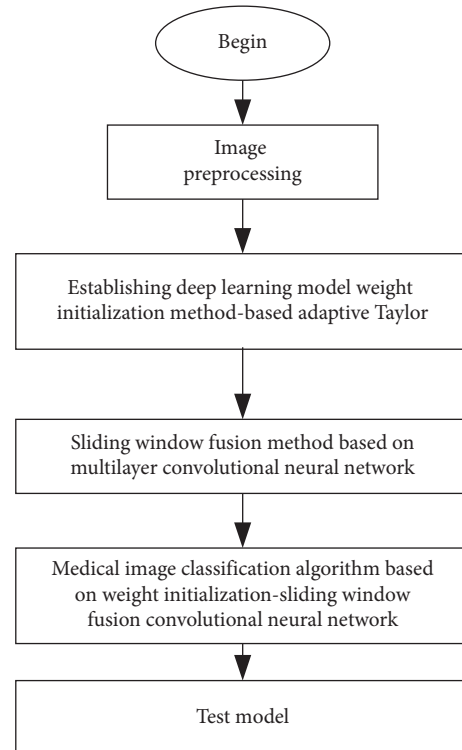 Begin
Image
preprocessing
Establishing deep learning model weight
initialization method-based adaptive Taylor
Sliding window fusion method based on
multilayer convolutional neural network
Medical image classification algorithm based
on weight initialization-sliding window
fusion convolutional neural network
Test model